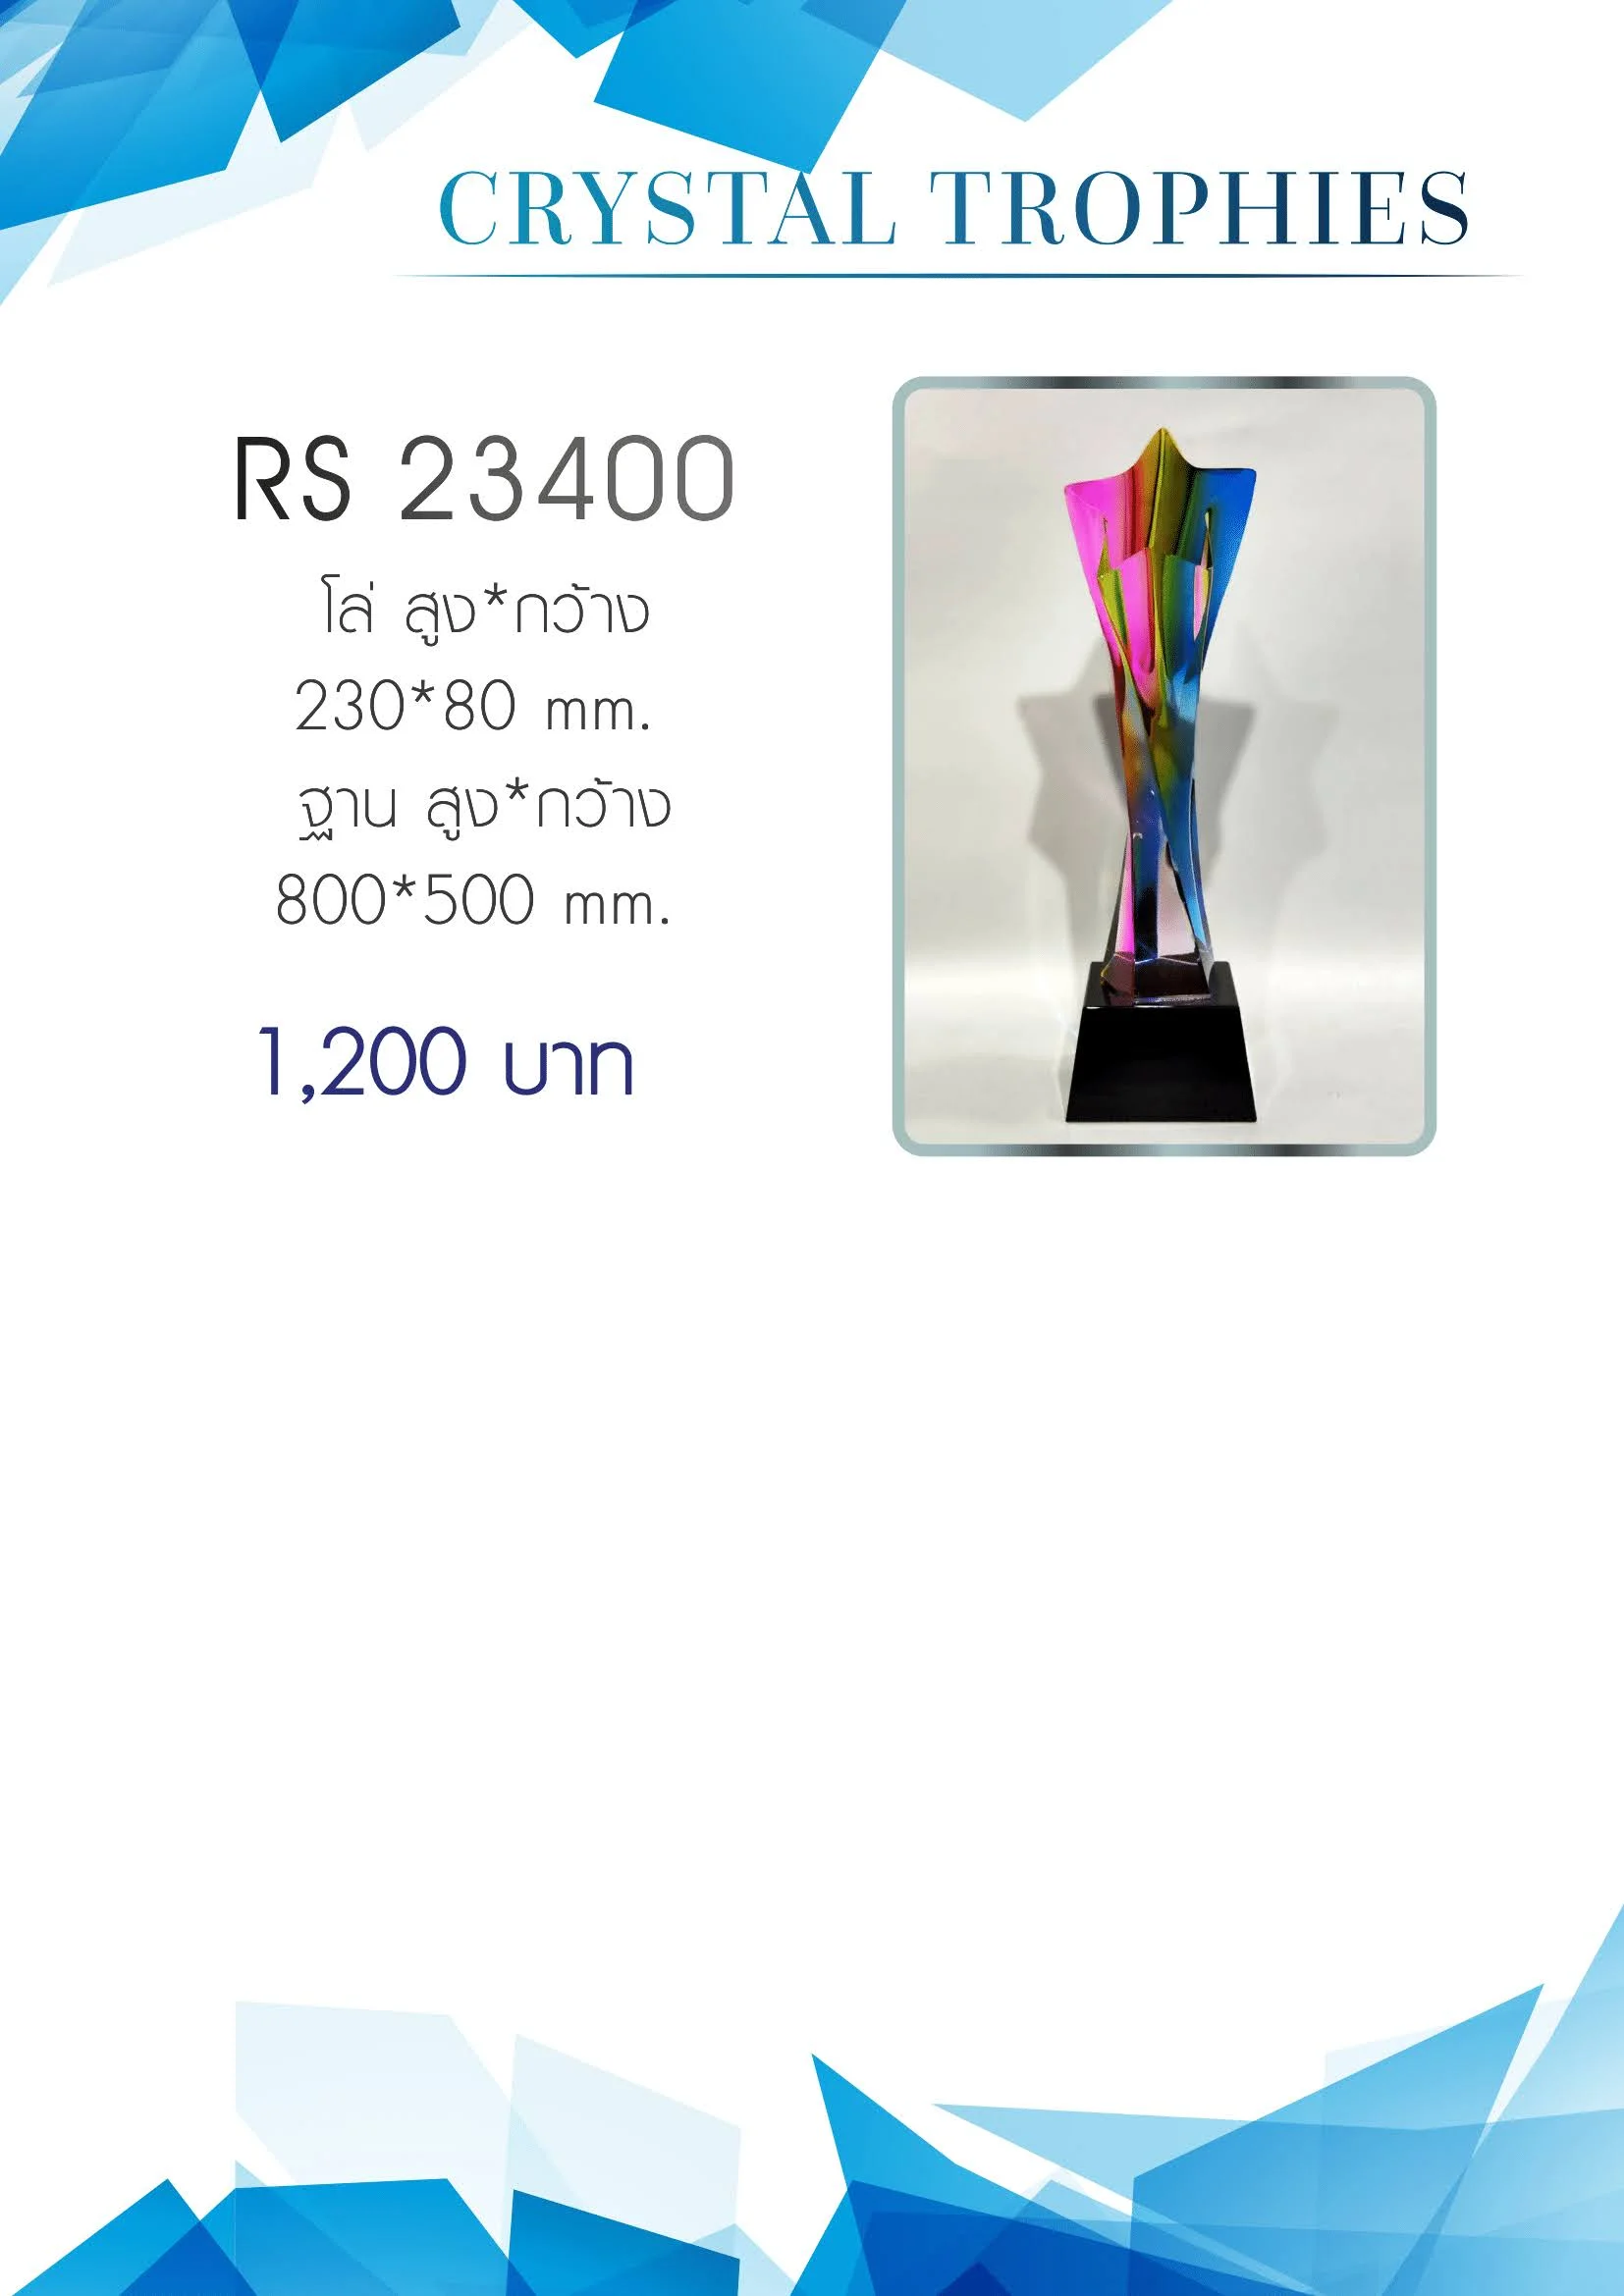 CRYSTAL TROPHIES
RS 23400
โล่ สูง*กว้าง
230*80 mm.
ฐาน สูง*กว้าง
800*500 mm.
1,200 บาท